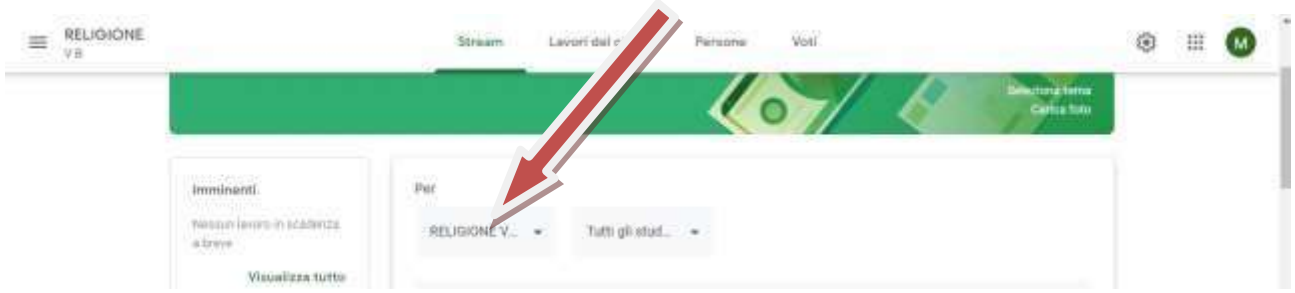 RELIGIONE
V B
Stream Lavori del Persone Voti
M
Seleziona tema
Carica foto
Imminenti
Nessun lavoro in scadenza
a breve
Visualizza tutto
Per
RELIGIONE V... Tutti gli stud...